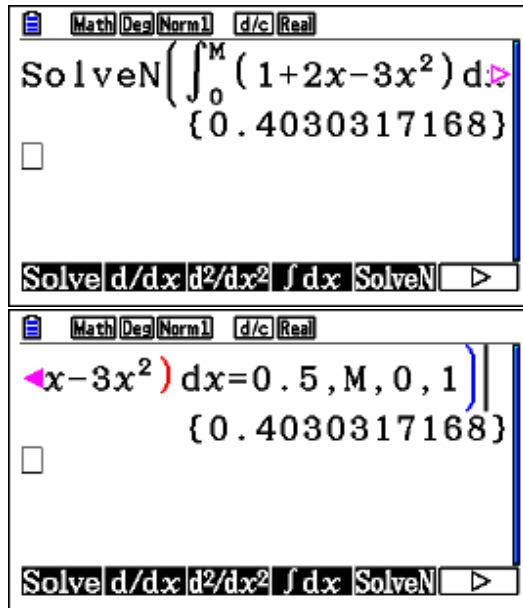 Math Deg Norm1 d/c Real
SolveN(∫₀ᴹ(1+2x-3x²)dx
{0.4030317168}
Solve d/dx d²/dx² ∫dx SolveN ▷
Math Deg Norm1 d/c Real
x-3x²)dx=0.5,M,0,1)
{0.4030317168}
Solve d/dx d²/dx² ∫dx SolveN ▷